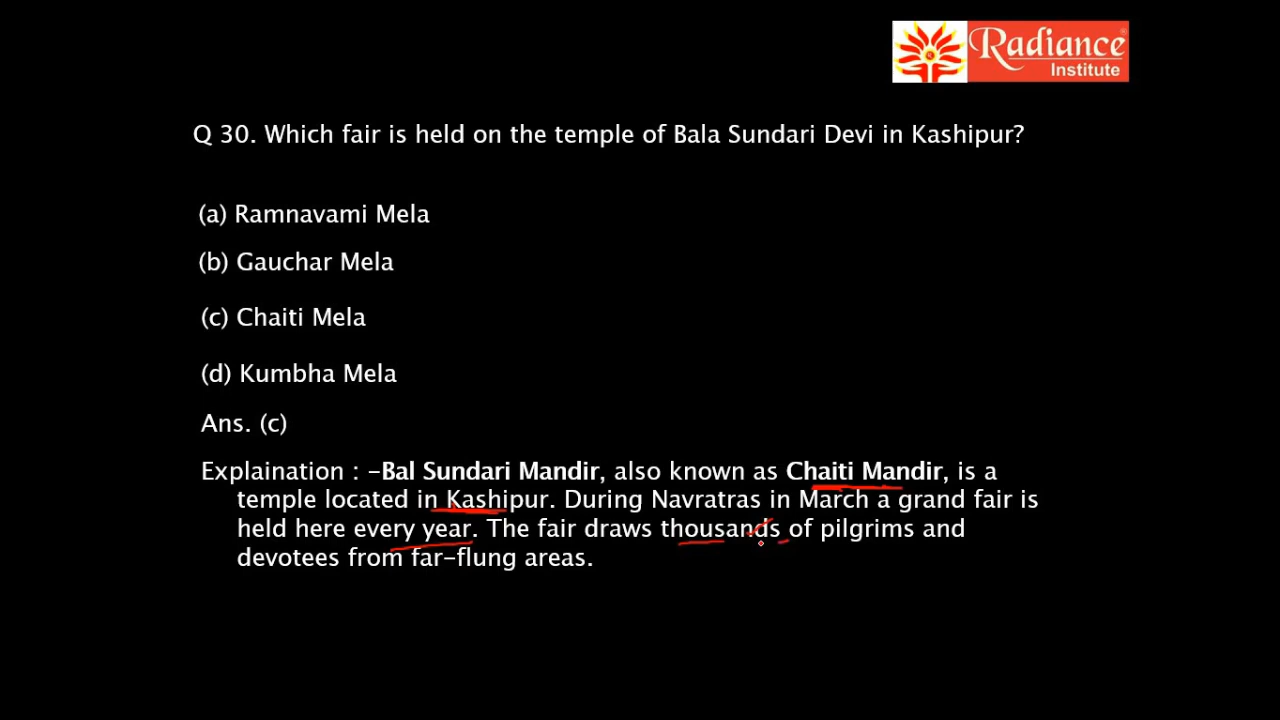 Radiance
Institute
Q 30. Which fair is held on the temple of Bala Sundari Devi in Kashipur?
(a) Ramnavami Mela
(b) Gauchar Mela
(c) Chaiti Mela
(d) Kumbha Mela
Ans. (c)
Explaination : -Bal Sundari Mandir, also known as Chaiti Mandir, is a
temple located in Kashipur. During Navratras in March a grand fair is
held here every year. The fair draws thousands of pilgrims and
devotees from far-flung areas.